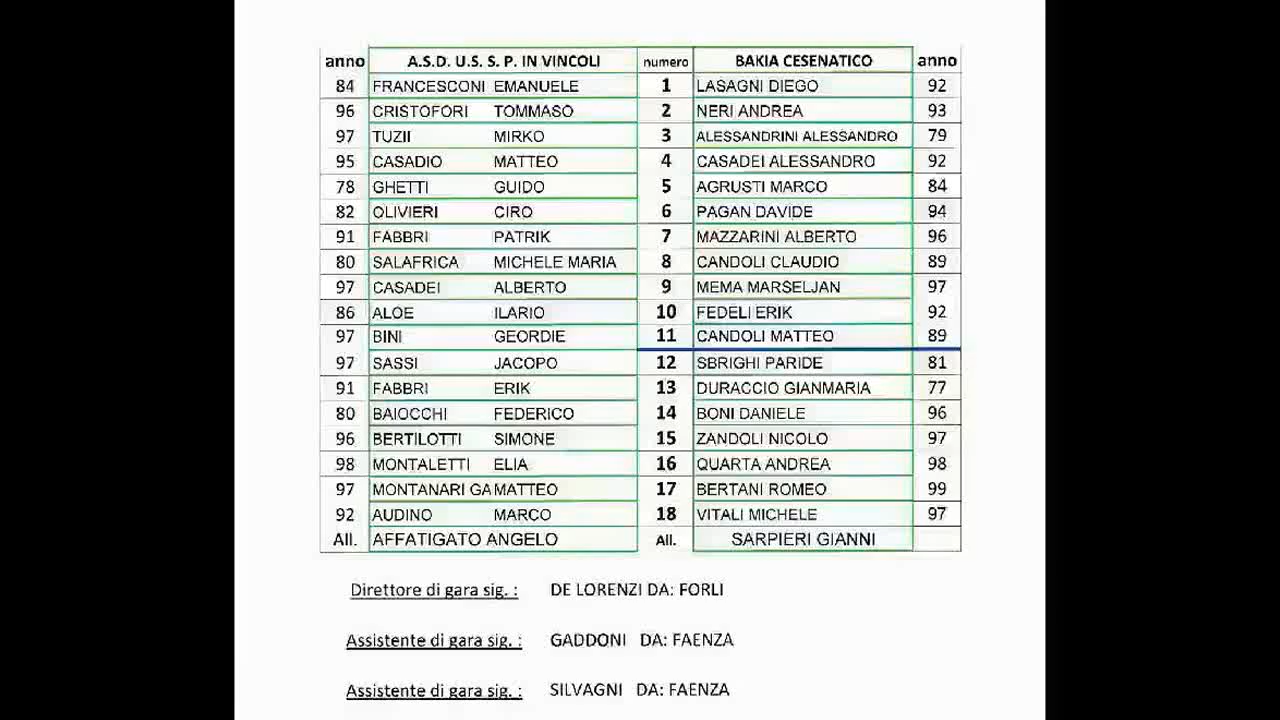 anno A.S.D. U.S. S. P. IN VINCOLI numero BAKIA CESENATICO anno
84 FRANCESCONI EMANUELE 1 LASAGNI DIEGO 92
96 CRISTOFORI TOMMASO 2 NERI ANDREA 93
97 TUZII MIRKO 3 ALESSANDRINI ALESSANDRO 79
95 CASADIO MATTEO 4 CASADEI ALESSANDRO 92
78 GHETTI GUIDO 5 AGRUSTI MARCO 84
82 OLIVIERI CIRO 6 PAGAN DAVIDE 94
91 FABBRI PATRIK 7 MAZZARINI ALBERTO 96
80 SALAFRICA MICHELE MARIA 8 CANDOLI CLAUDIO 89
97 CASADEI ALBERTO 9 MEMA MARSELJAN 97
86 ALOE ILARIO 10 FEDELI ERIK 92
97 BINI GEORDIE 11 CANDOLI MATTEO 89
97 SASSI JACOPO 12 SBRIGHI PARIDE 81
91 FABBRI ERIK 13 DURACCIO GIANMARIA 77
80 BAIOCCHI FEDERICO 14 BONI DANIELE 96
96 BERTILOTTI SIMONE 15 ZANDOLI NICOLO 97
98 MONTALETTI ELIA 16 QUARTA ANDREA 98
97 MONTANARI GA MATTEO 17 BERTANI ROMEO 99
92 AUDINO MARCO 18 VITALI MICHELE 97
All. AFFATIGATO ANGELO All. SARPIERI GIANNI
Direttore di gara sig. : DE LORENZI DA: FORLI
Assistente di gara sig. : GADDONI DA: FAENZA
Assistente di gara sig. : SILVAGNI DA: FAENZA